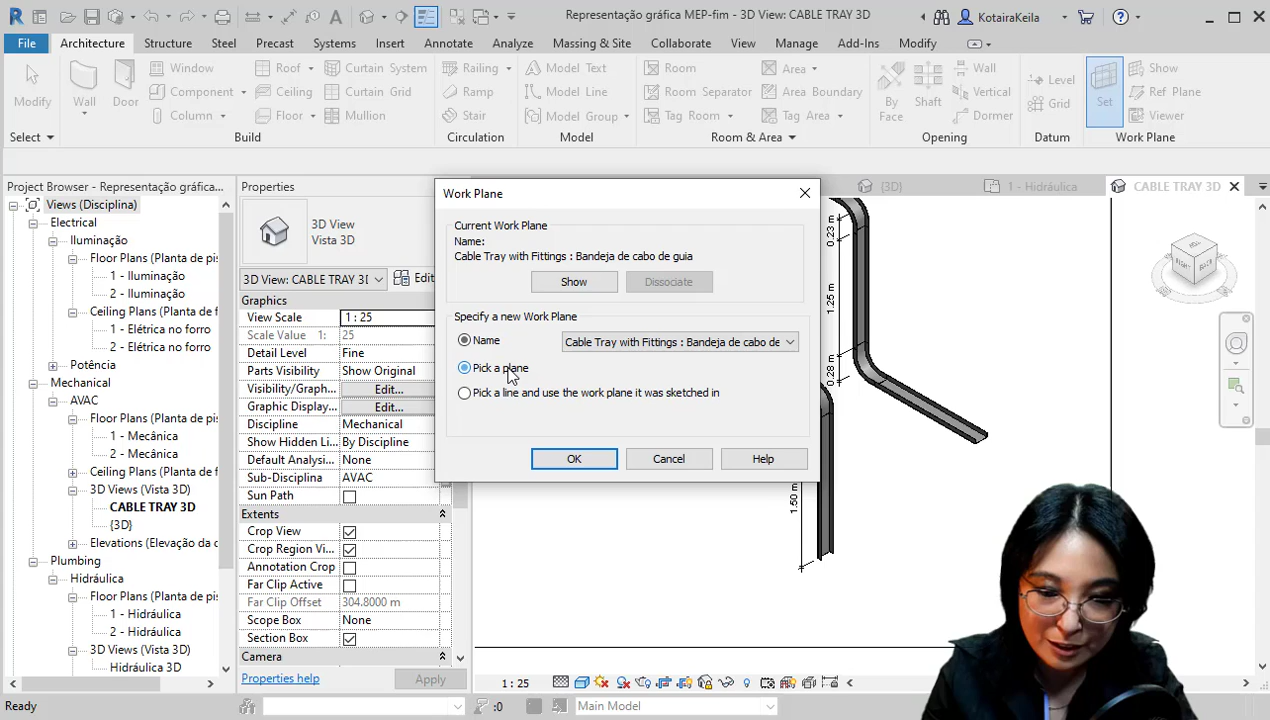 Representação gráfica MEP-fim - 3D View: CABLE TRAY 3D
KotairaKeila
File
Architecture
Structure
Steel
Precast
Systems
Insert
Annotate
Analyze
Massing & Site
Collaborate
View
Manage
Add-Ins
Modify
Modify
Wall
Door
Window
Component
Column
Roof
Ceiling
Floor
Curtain System
Curtain Gri
Mullion
Railing
Ramp
Stair
Model Text
Model Line
Model Group
Room
Room Separator
Tag Room
Area
Area Boundary
Tag Area
By
Face
Shaft
Wall
Vertical
Dormer
Level
Grid
Set
Show
Ref Plane
Viewer
Select
Build
Circulation
Model
Room & Area
Opening
Datum
Work Plane
Project Browser - Representação gráfica...
Views (Disciplina)
Electrical
Iluminação
Floor Plans (Planta de pis
1 - Iluminação
2 - Iluminação
Ceiling Plans (Planta de fo
1 - Elétrica no forro
2 - Elétrica no forro
Potência
Mechanical
AVAC
Floor Plans (Planta de pis
1 - Mecânica
2 - Mecânica
Ceiling Plans (Planta de fo
3D Views (Vista 3D)
CABLE TRAY 3D
{3D}
Elevations (Elevação da c
Plumbing
Hidráulica
Floor Plans (Planta de pis
1 - Hidráulica
2 - Hidráulica
3D Views (Vista 3D)
Hidráulica 3D
Properties
3D View
Vista 3D
3D View: CABLE TRAY 3D
Edit
Graphics
View Scale
1 : 25
Scale Value 1:
25
Detail Level
Fine
Parts Visibility
Show Original
Visibility/Graph...
Edit...
Graphic Display...
Edit...
Discipline
Mechanical
Show Hidden Li...
By Discipline
Default Analysi...
None
Sub-Discipline
AVAC
Sun Path
Extents
Crop View
Crop Region Vi...
Annotation Crop
Far Clip Active
Far Clip Offset
304.8000 m
Scope Box
None
Section Box
Camera
Properties help
Apply
{3D}
1 - Hidráulica
CABLE TRAY 3D
Work Plane
Current Work Plane
Name:
Cable Tray with Fittings : Bandeja de cabo de guia
Show
Dissociate
Specify a new Work Plane
Name
Cable Tray with Fittings : Bandeja de cabo de
Pick a plane
Pick a line and use the work plane it was sketched in
OK
Cancel
Help
0.23 m
1.25 m
0.28 m
1.50 m
RIGHT
BACK
1 : 25
Ready
:0
Main Model